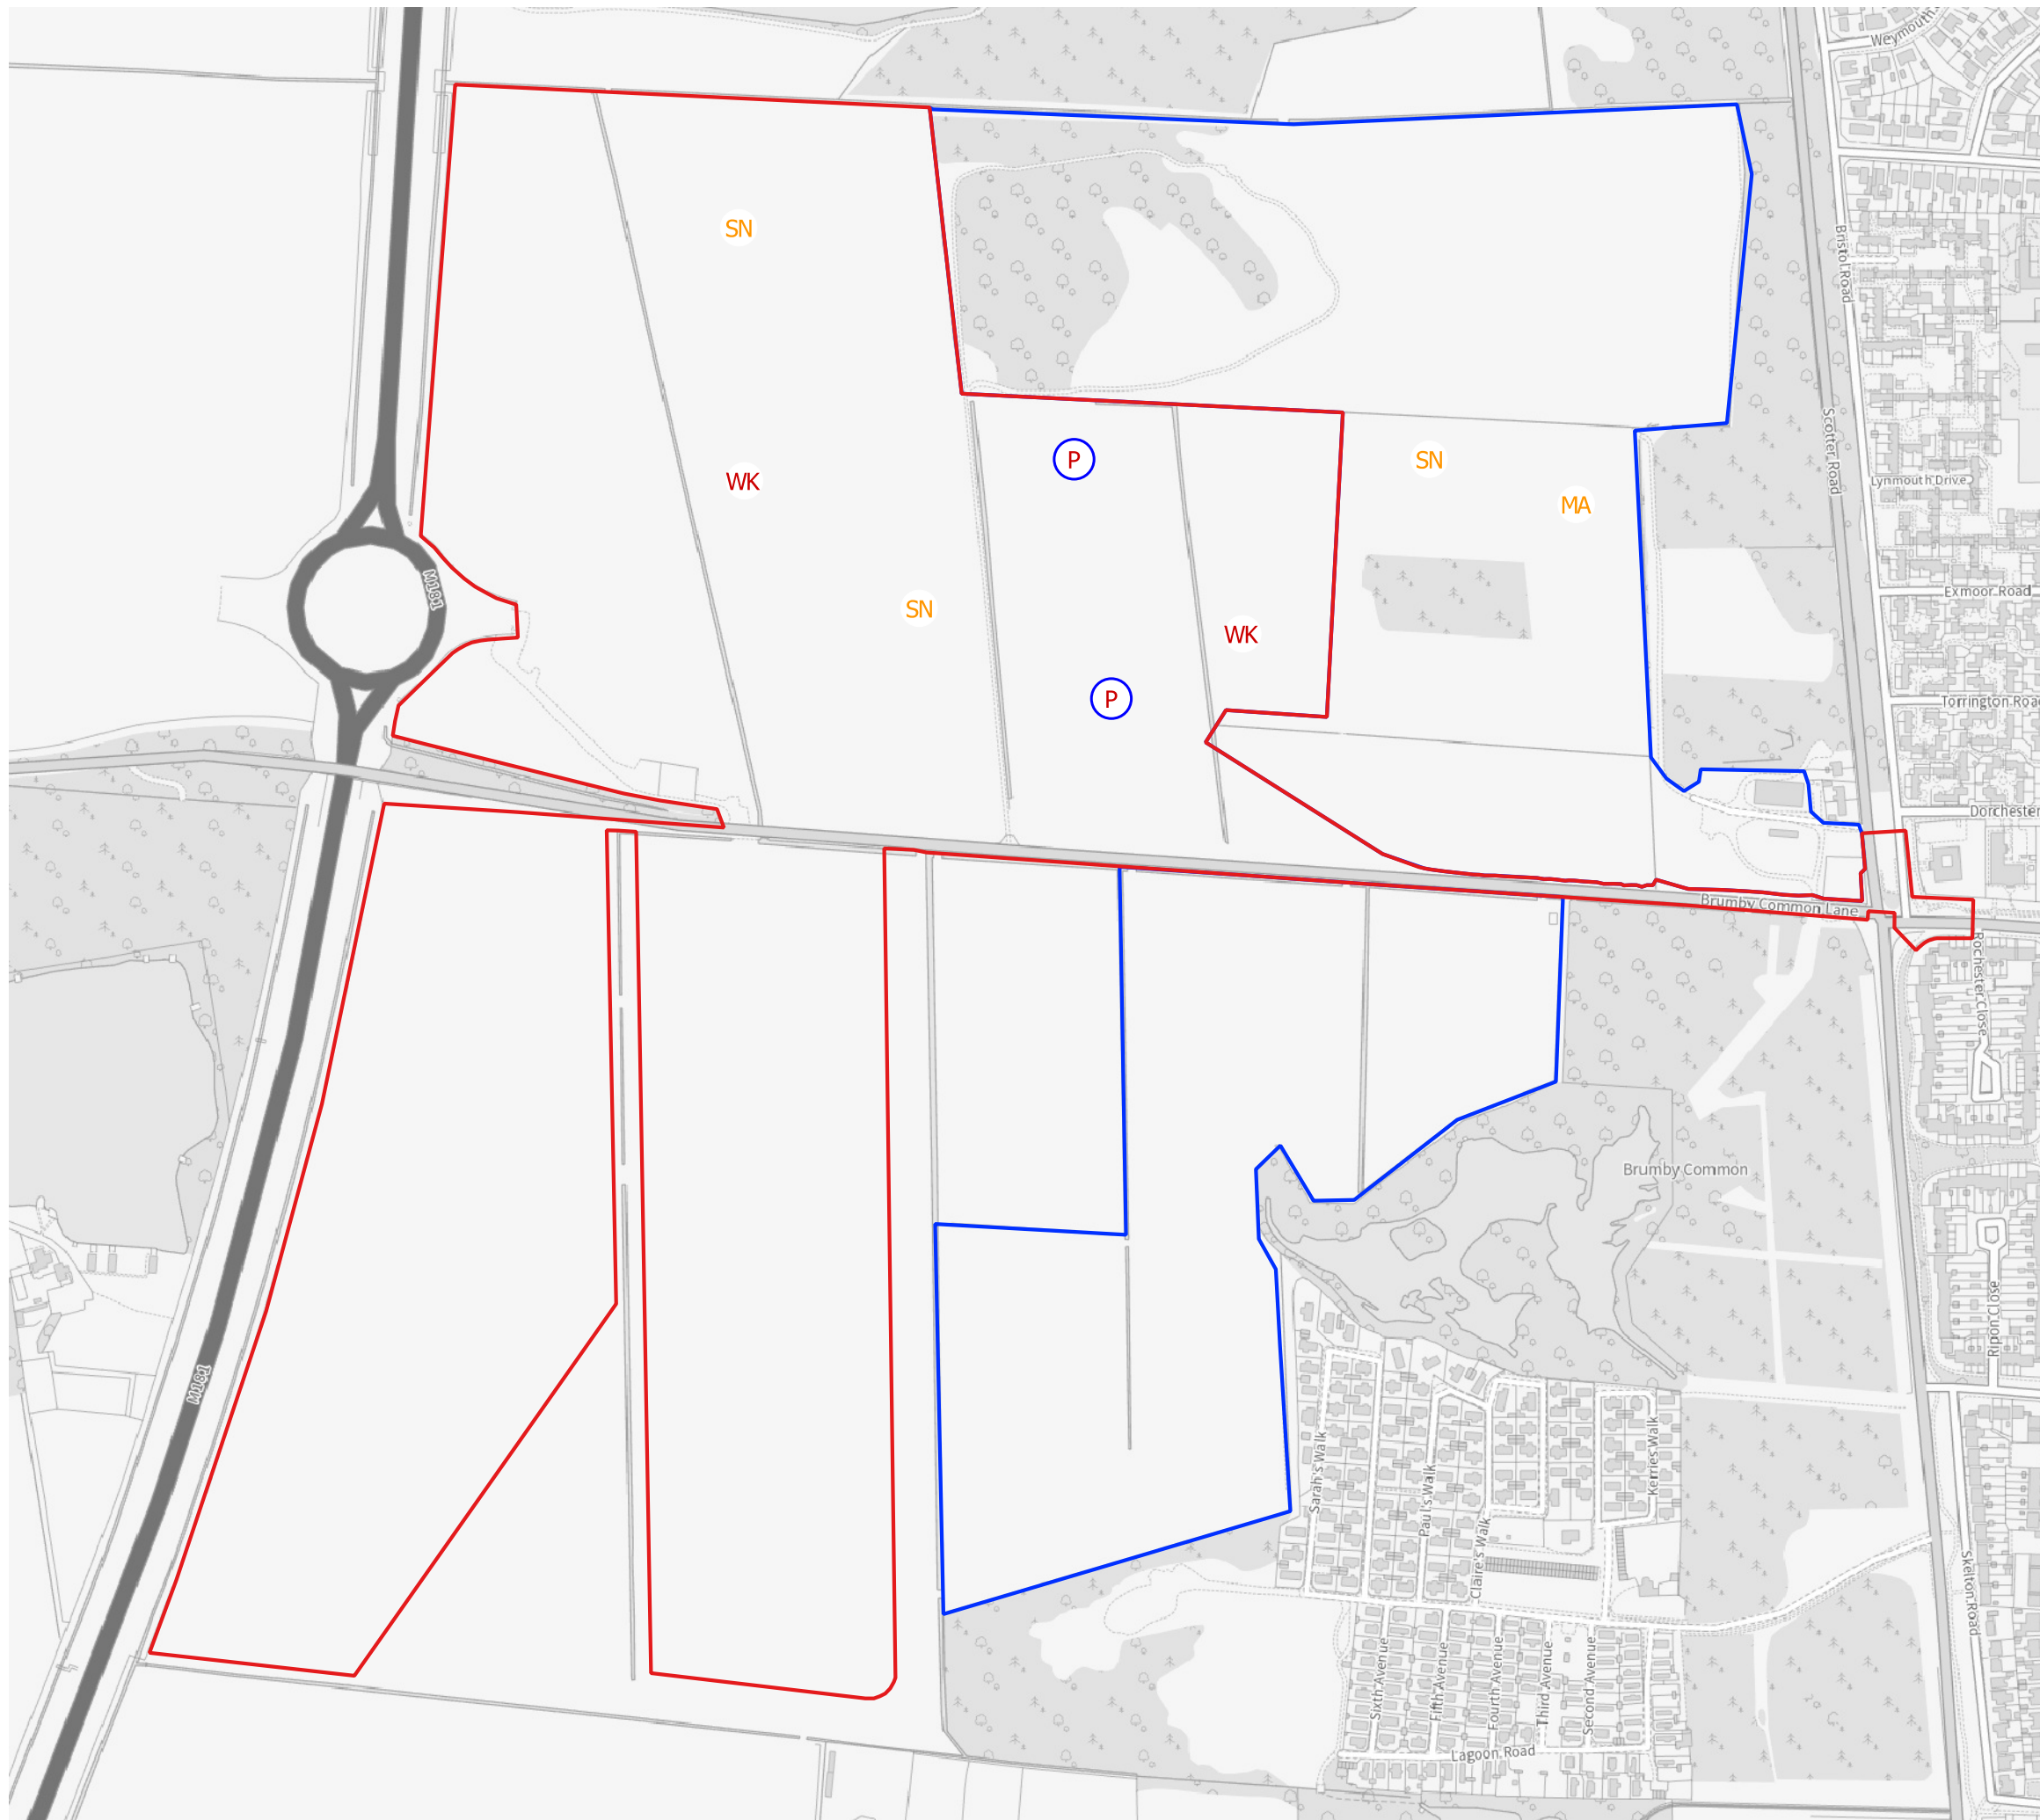 Weymouth
SN
Bristol Road
Scotter Road
P
SN
WK
Lynmouth Drive
MA
M181
Exmoor Road
SN
WK
P
Torrington Road
Dorchester
Brumby Common Lane
Rochester Close
Brumby Common
Ripon Close
M181
Sarah's Walk
Paul's Walk
Kerries Walk
Claire's Walk
Skelton Road
Sixth Avenue
Fifth Avenue
Fourth Avenue
Third Avenue
Second Avenue
Lagoon Road